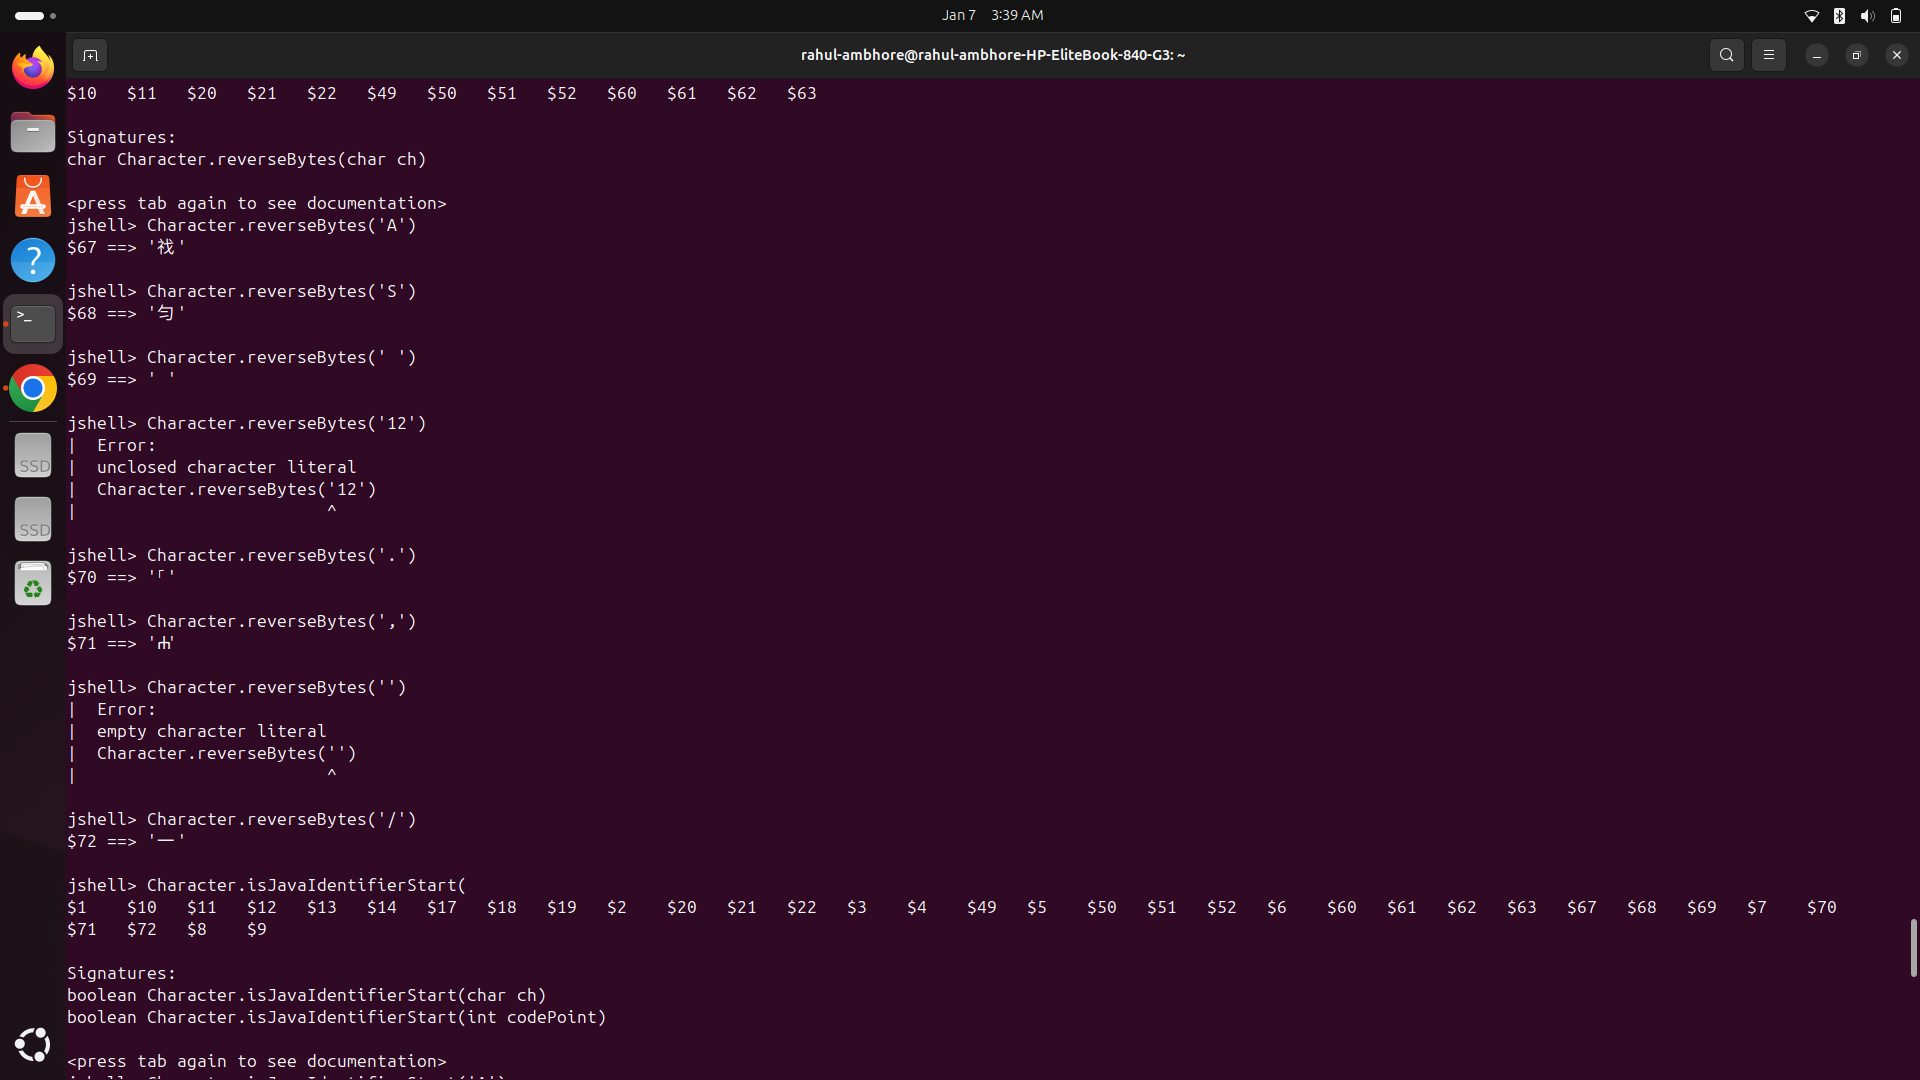 Jan 7 3:39 AM
rahul-ambhore@rahul-ambhore-HP-EliteBook-840-G3: ~
$10 $11 $20 $21 $22 $49 $50 $51 $52 $60 $61 $62 $63
Signatures:
char Character.reverseBytes(char ch)
<press tab again to see documentation>
jshell> Character.reverseBytes('A')
$67 ==> '䄀'
jshell> Character.reverseBytes('S')
$68 ==> '匀'
jshell> Character.reverseBytes(' ')
$69 ==> ' '
jshell> Character.reverseBytes('12')
| Error:
| unclosed character literal
| Character.reverseBytes('12')
| ^
jshell> Character.reverseBytes('.')
$70 ==> '⸀'
jshell> Character.reverseBytes(',')
$71 ==> 'Ⰰ'
jshell> Character.reverseBytes('')
| Error:
| empty character literal
| Character.reverseBytes('')
| ^
jshell> Character.reverseBytes('/')
$72 ==> '⼀'
jshell> Character.isJavaIdentifierStart(
$1 $10 $11 $12 $13 $14 $17 $18 $19 $2 $20 $21 $22 $3 $4 $49 $5 $50 $51 $52 $6 $60 $61 $62 $63 $67 $68 $69 $7 $70
$71 $72 $8 $9
Signatures:
boolean Character.isJavaIdentifierStart(char ch)
boolean Character.isJavaIdentifierStart(int codePoint)
<press tab again to see documentation>
jshell> Character.isJavaIdentifierStart('A')
SSD
SSD